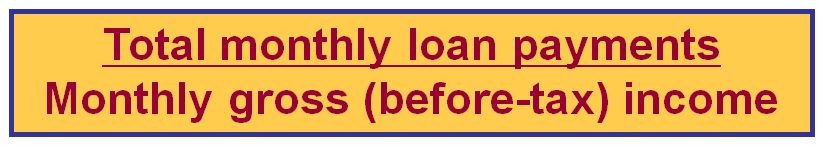 Total monthly loan payments
Monthly gross (before-tax) income